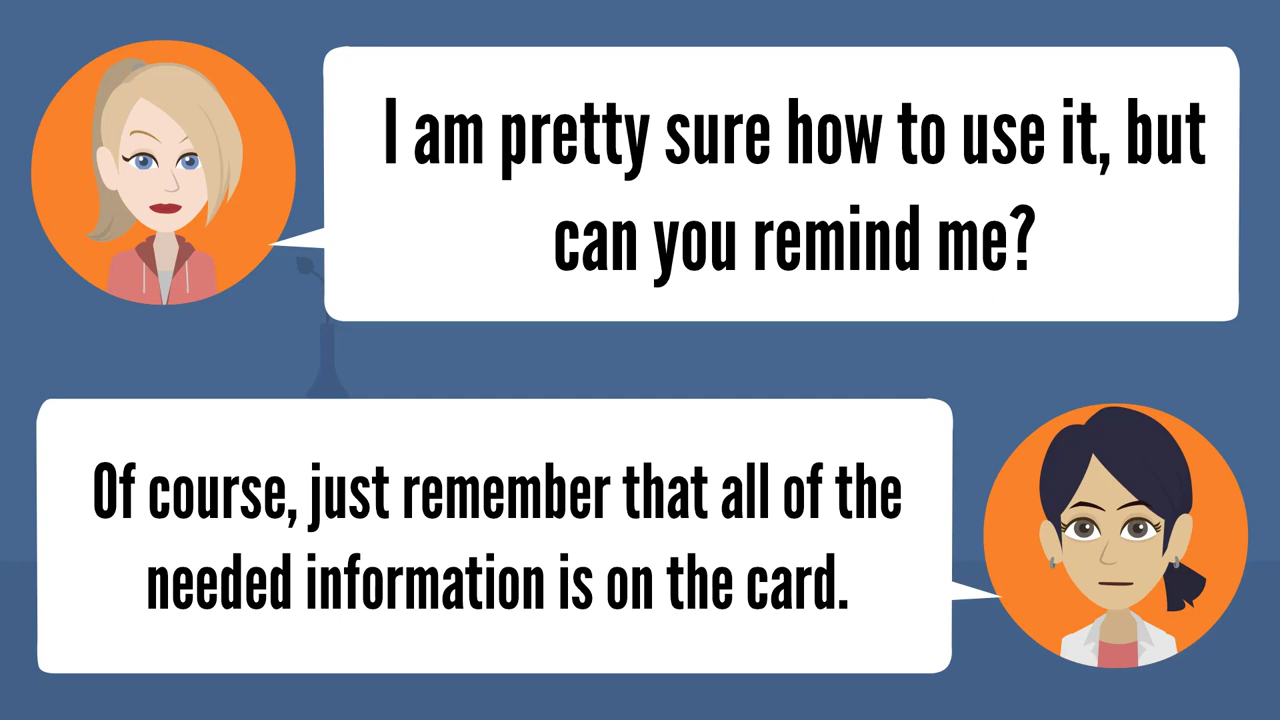 I am pretty sure how to use it, but
can you remind me?
Of course, just remember that all of the
needed information is on the card.